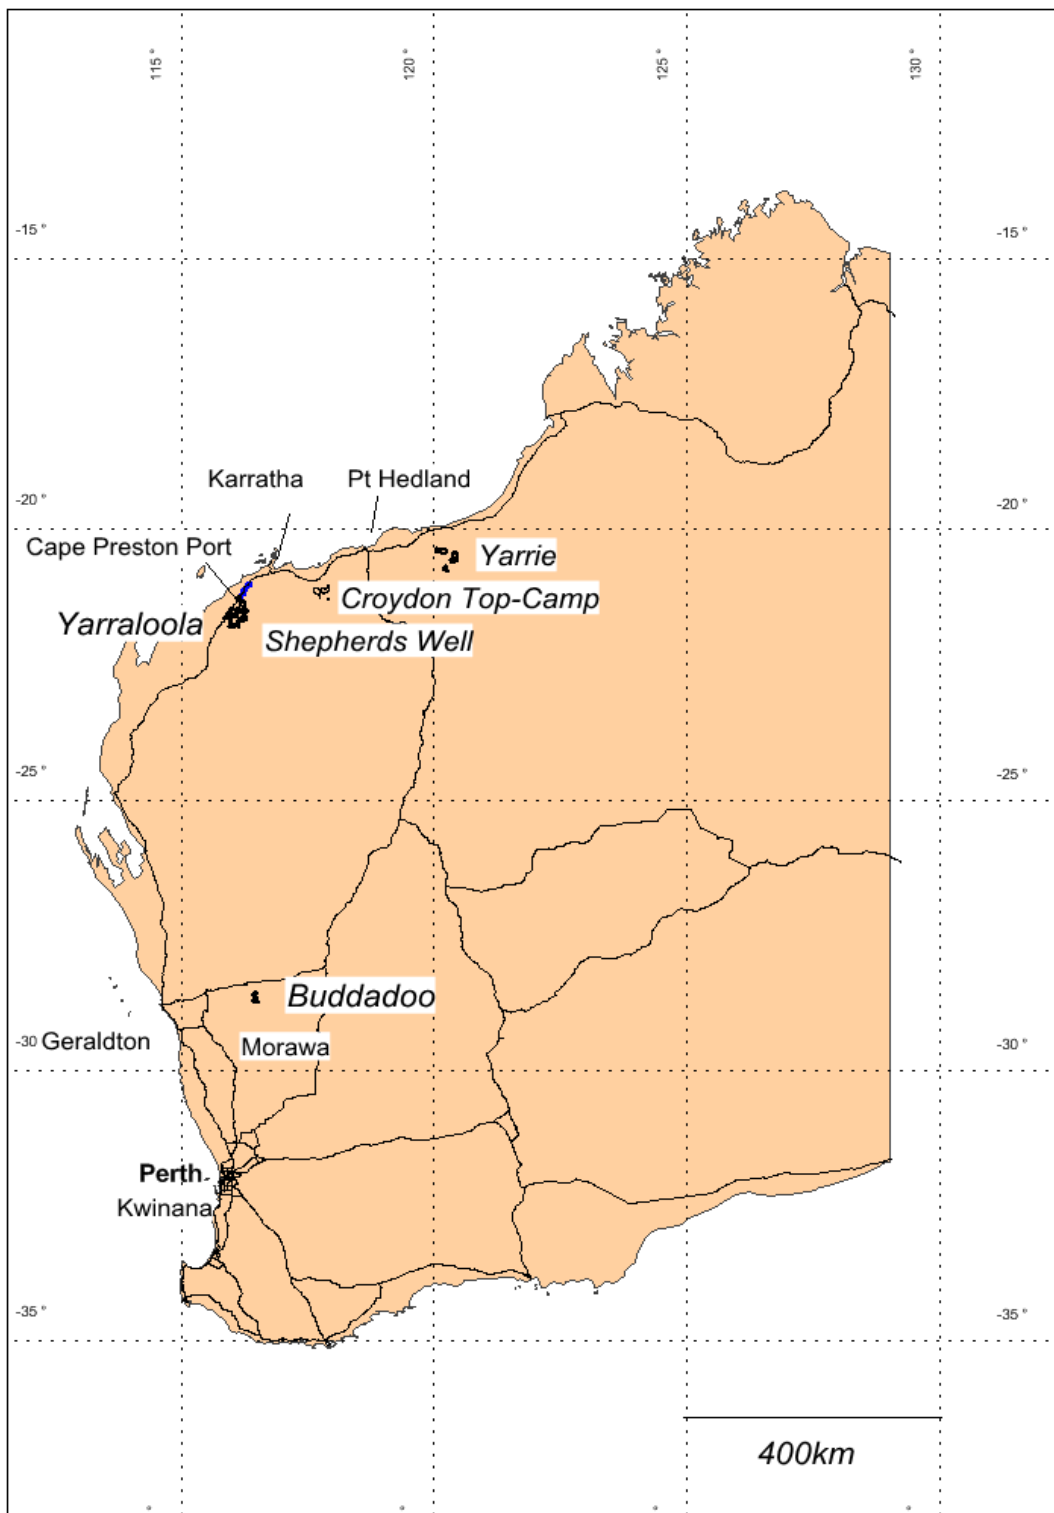 115°
120°
125°
130°
-15°
-15°
Karratha
Pt Hedland
-20°
-20°
Cape Preston Port
Yarrie
Croydon Top-Camp
Yarraloola
Shepherds Well
-25°
-25°
Buddadoo
-30°
Geraldton
Morawa
-30°
Perth
Kwinana
-35°
-35°
400km